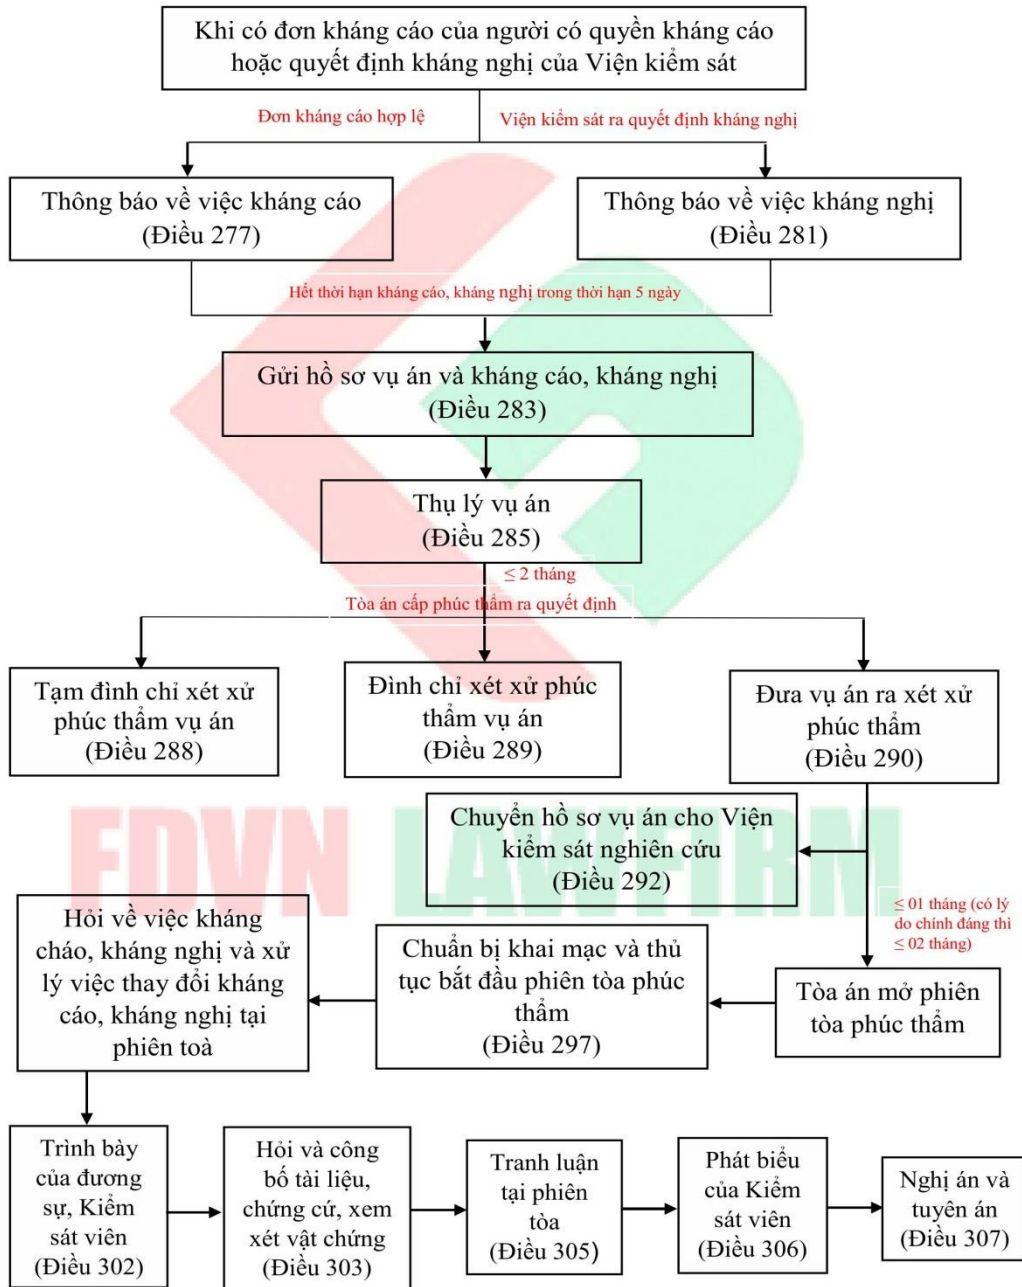 Khi có đơn kháng cáo của người có quyền kháng cáo
hoặc quyết định kháng nghị của Viện kiểm sát
Đơn kháng cáo hợp lệ
Viện kiểm sát ra quyết định kháng nghị
Thông báo về việc kháng cáo
(Điều 277)
Thông báo về việc kháng nghị
(Điều 281)
Hết thời hạn kháng cáo, kháng nghị trong thời hạn 5 ngày
Gửi hồ sơ vụ án và kháng cáo, kháng nghị
(Điều 283)
Thụ lý vụ án
(Điều 285)
≤ 2 tháng
Tòa án cấp phúc thẩm ra quyết định
Tạm đình chỉ xét xử
phúc thẩm vụ án
(Điều 288)
Đình chỉ xét xử phúc
thẩm vụ án
(Điều 289)
Đưa vụ án ra xét xử
phúc thẩm
(Điều 290)
Chuyển hồ sơ vụ án cho Viện
kiểm sát nghiên cứu
(Điều 292)
FDVN LAWFIRM
≤ 01 tháng (có lý
do chính đáng thì
≤ 02 tháng)
Tòa án mở phiên
tòa phúc thẩm
Chuẩn bị khai mạc và thủ
tục bắt đầu phiên tòa phúc
thẩm
(Điều 297)
Hỏi về việc kháng
cháo, kháng nghị và xử
lý việc thay đổi kháng
cáo, kháng nghị tại
phiên toà
Trình bày
của đương
sự, Kiểm
sát viên
(Điều 302)
Hỏi và công
bố tài liệu,
chứng cứ, xem
xét vật chứng
(Điều 303)
Tranh luận
tại phiên
tòa
(Điều 305)
Phát biểu
của Kiểm
sát viên
(Điều 306)
Nghị án và
tuyên án
(Điều 307)